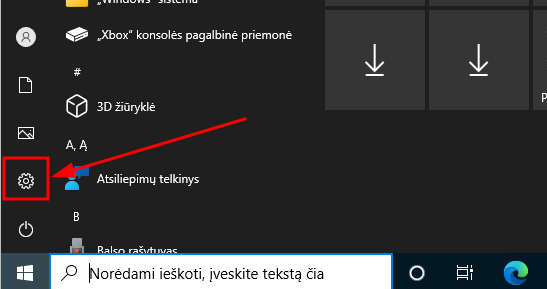 „Windows“ sistema
„Xbox“ konsolės pagalbinė priemonė
#
3D žiūryklė
A, Ą
Atsiliepimų telkinys
B
Balso rašytuvas
Norėdami ieškoti, įveskite tekstą čia